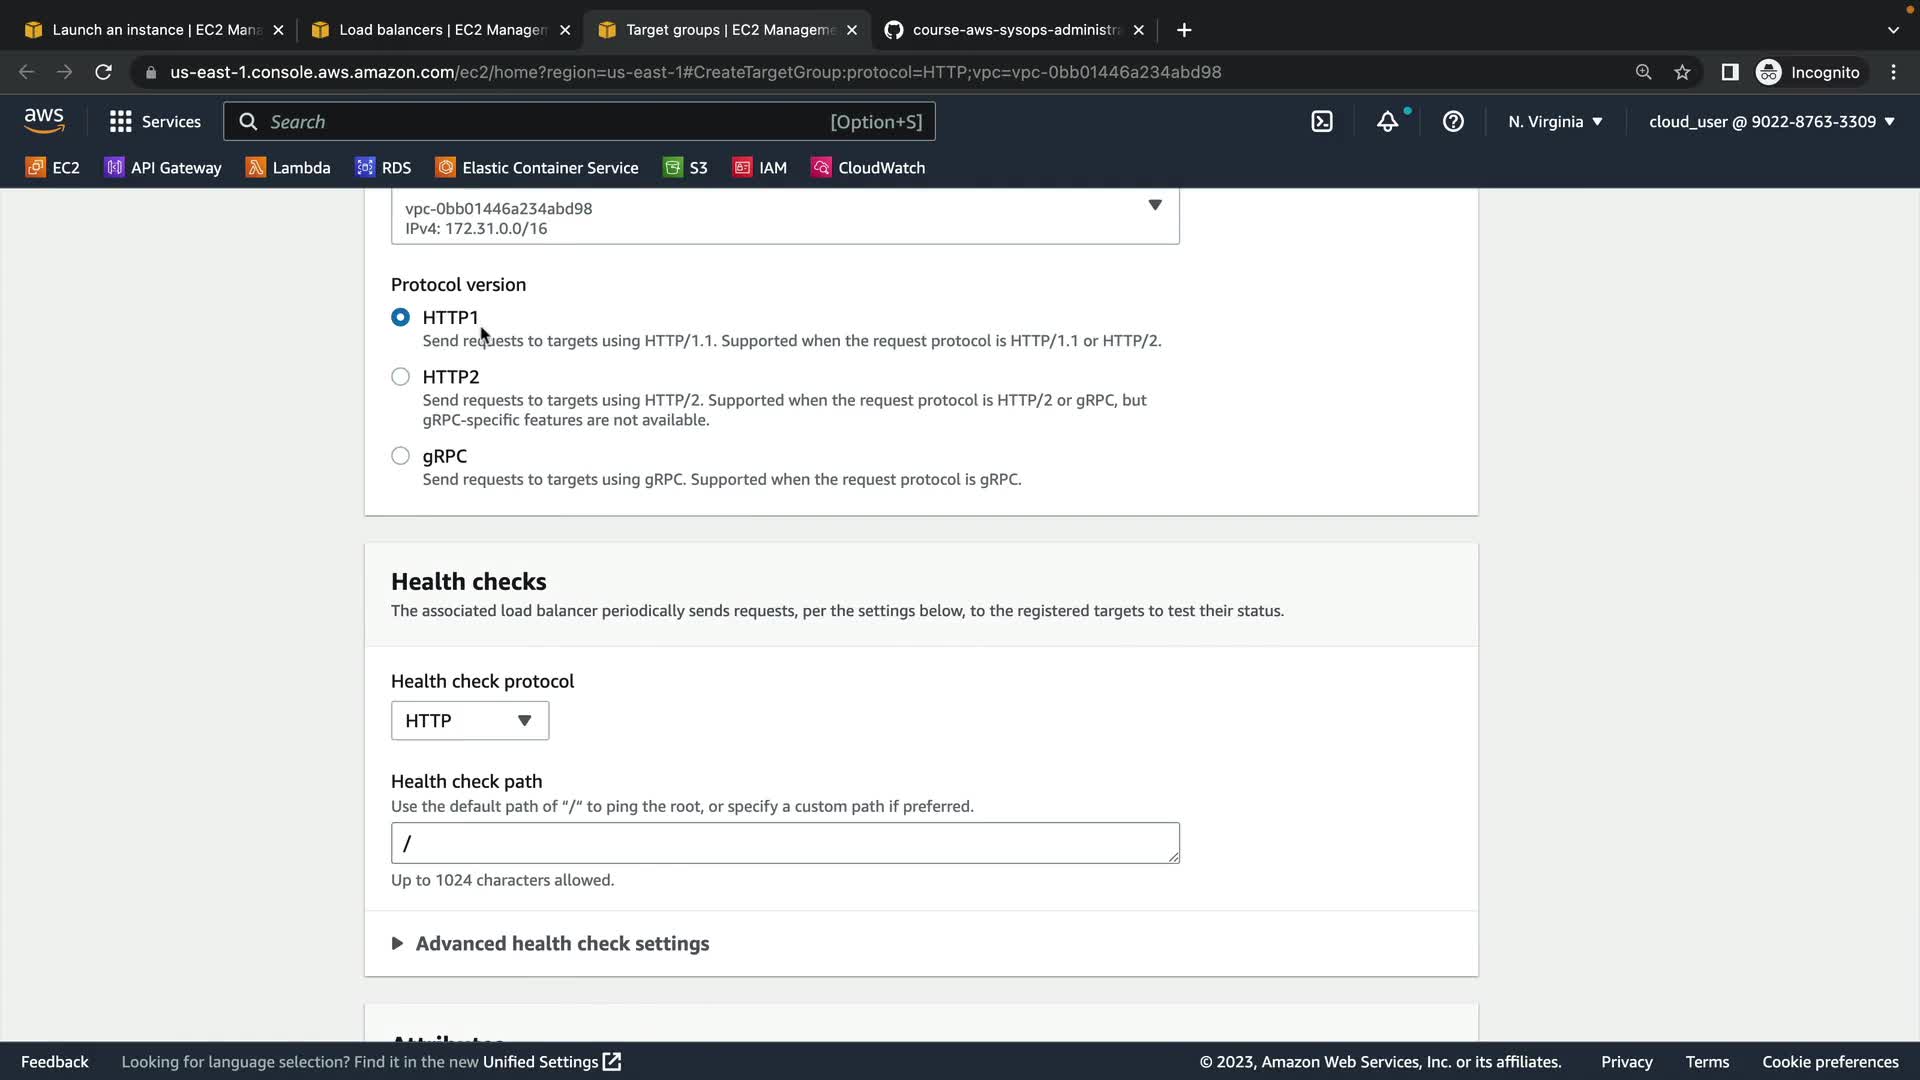 Launch an instance | EC2 Mana
Load balancers | EC2 Managem
Target groups | EC2 Manageme
course-aws-sysops-administra
us-east-1.console.aws.amazon.com/ec2/home?region=us-east-1#CreateTargetGroup:protocol=HTTP;vpc=vpc-0bb01446a234abd98
Incognito
aws
Services
Search
[Option+S]
N. Virginia
cloud_user @ 9022-8763-3309
EC2
API Gateway
Lambda
RDS
Elastic Container Service
S3
IAM
CloudWatch
vpc-0bb01446a234abd98
IPv4: 172.31.0.0/16
Protocol version
HTTP1
Send requests to targets using HTTP/1.1. Supported when the request protocol is HTTP/1.1 or HTTP/2.
HTTP2
Send requests to targets using HTTP/2. Supported when the request protocol is HTTP/2 or gRPC, but
gRPC-specific features are not available.
gRPC
Send requests to targets using gRPC. Supported when the request protocol is gRPC.
Health checks
The associated load balancer periodically sends requests, per the settings below, to the registered targets to test their status.
Health check protocol
HTTP
Health check path
Use the default path of “/“ to ping the root, or specify a custom path if preferred.
/
Up to 1024 characters allowed.
Advanced health check settings
Attributes
Feedback
Looking for language selection? Find it in the new Unified Settings
© 2023, Amazon Web Services, Inc. or its affiliates.
Privacy
Terms
Cookie preferences